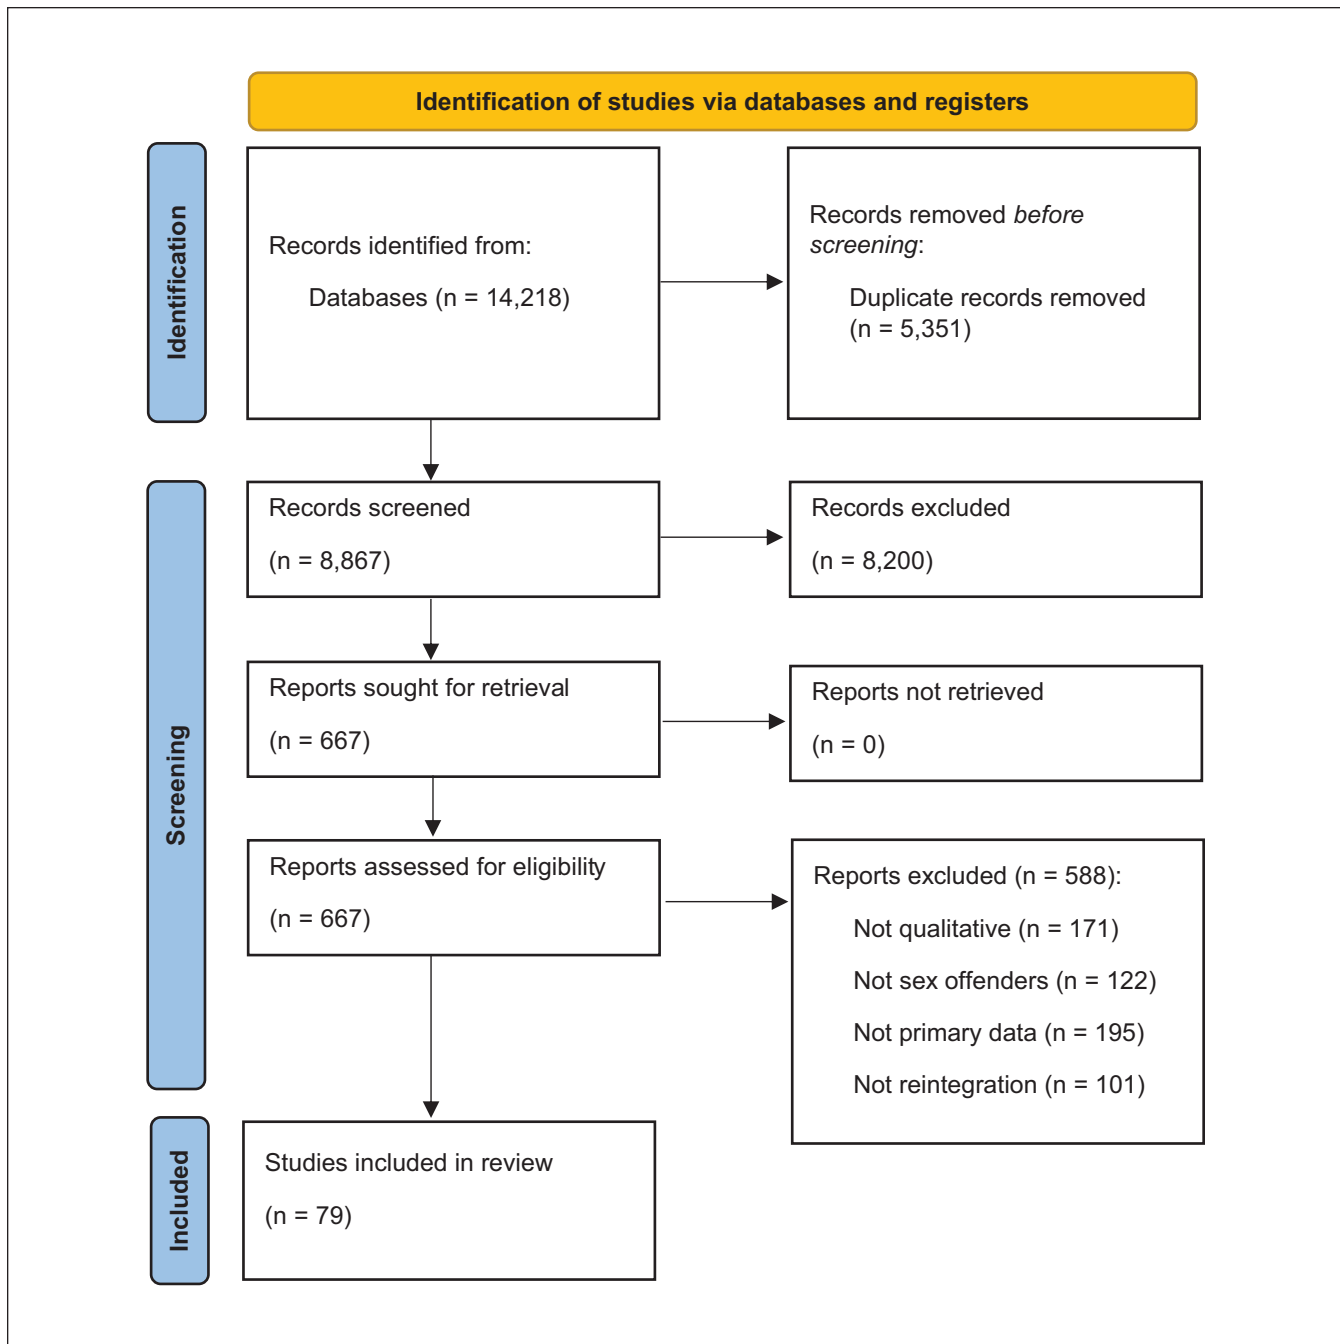 Identification of studies via databases and registers
Identification
Records identified from:
Databases (n = 14,218)
Records removed before
screening:
Duplicate records removed
(n = 5,351)
Screening
Records screened
(n = 8,867)
Records excluded
(n = 8,200)
Reports sought for retrieval
(n = 667)
Reports not retrieved
(n = 0)
Reports assessed for eligibility
(n = 667)
Reports excluded (n = 588):
Not qualitative (n = 171)
Not sex offenders (n = 122)
Not primary data (n = 195)
Not reintegration (n = 101)
Included
Studies included in review
(n = 79)